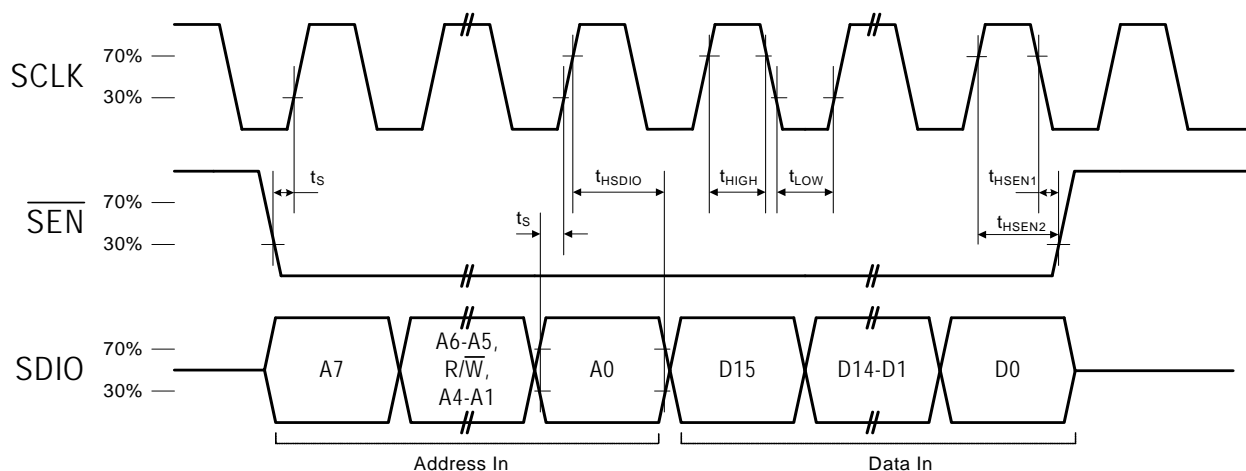 SCLK
70%
30%
SEN
70%
30%
tS
tS
tHSDIO
tHIGH
tLOW
tHSEN1
tHSEN2
SDIO
70%
30%
A7
A6-A5,
R/W,
A4-A1
A0
D15
D14-D1
D0
Address In
Data In